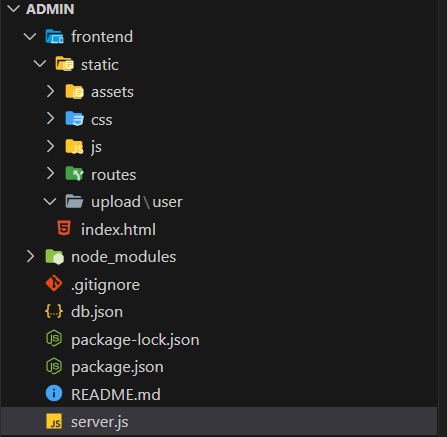 ADMIN
frontend
static
assets
css
js
routes
upload\user
index.html
node_modules
.gitignore
db.json
package-lock.json
package.json
README.md
server.js